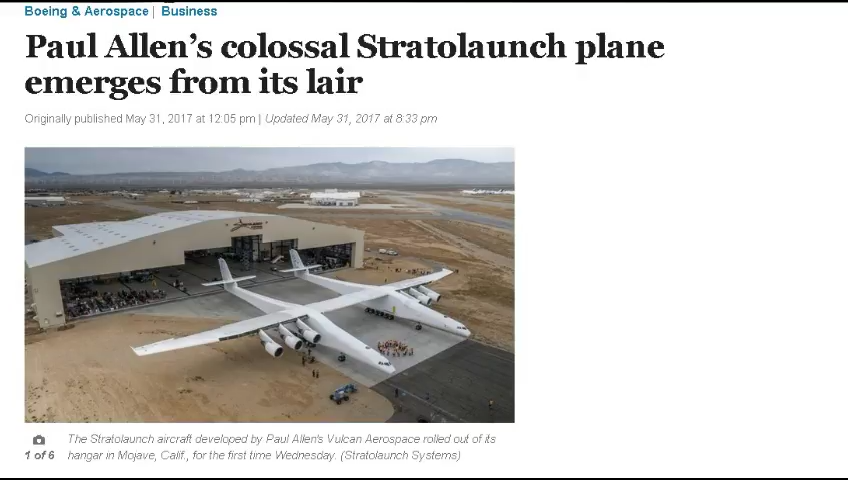 Boeing & Aerospace | Business
Paul Allen's colossal Stratolaunch plane
emerges from its lair
Originally published May 31, 2017 at 12:05 pm | Updated May 31, 2017 at 8:33 pm
The Stratolaunch aircraft developed by Paul Allen's Vulcan Aerospace rolled out of its
1 of 6 hangar in Mojave, Calif., for the first time Wednesday. (Stratolaunch Systems)